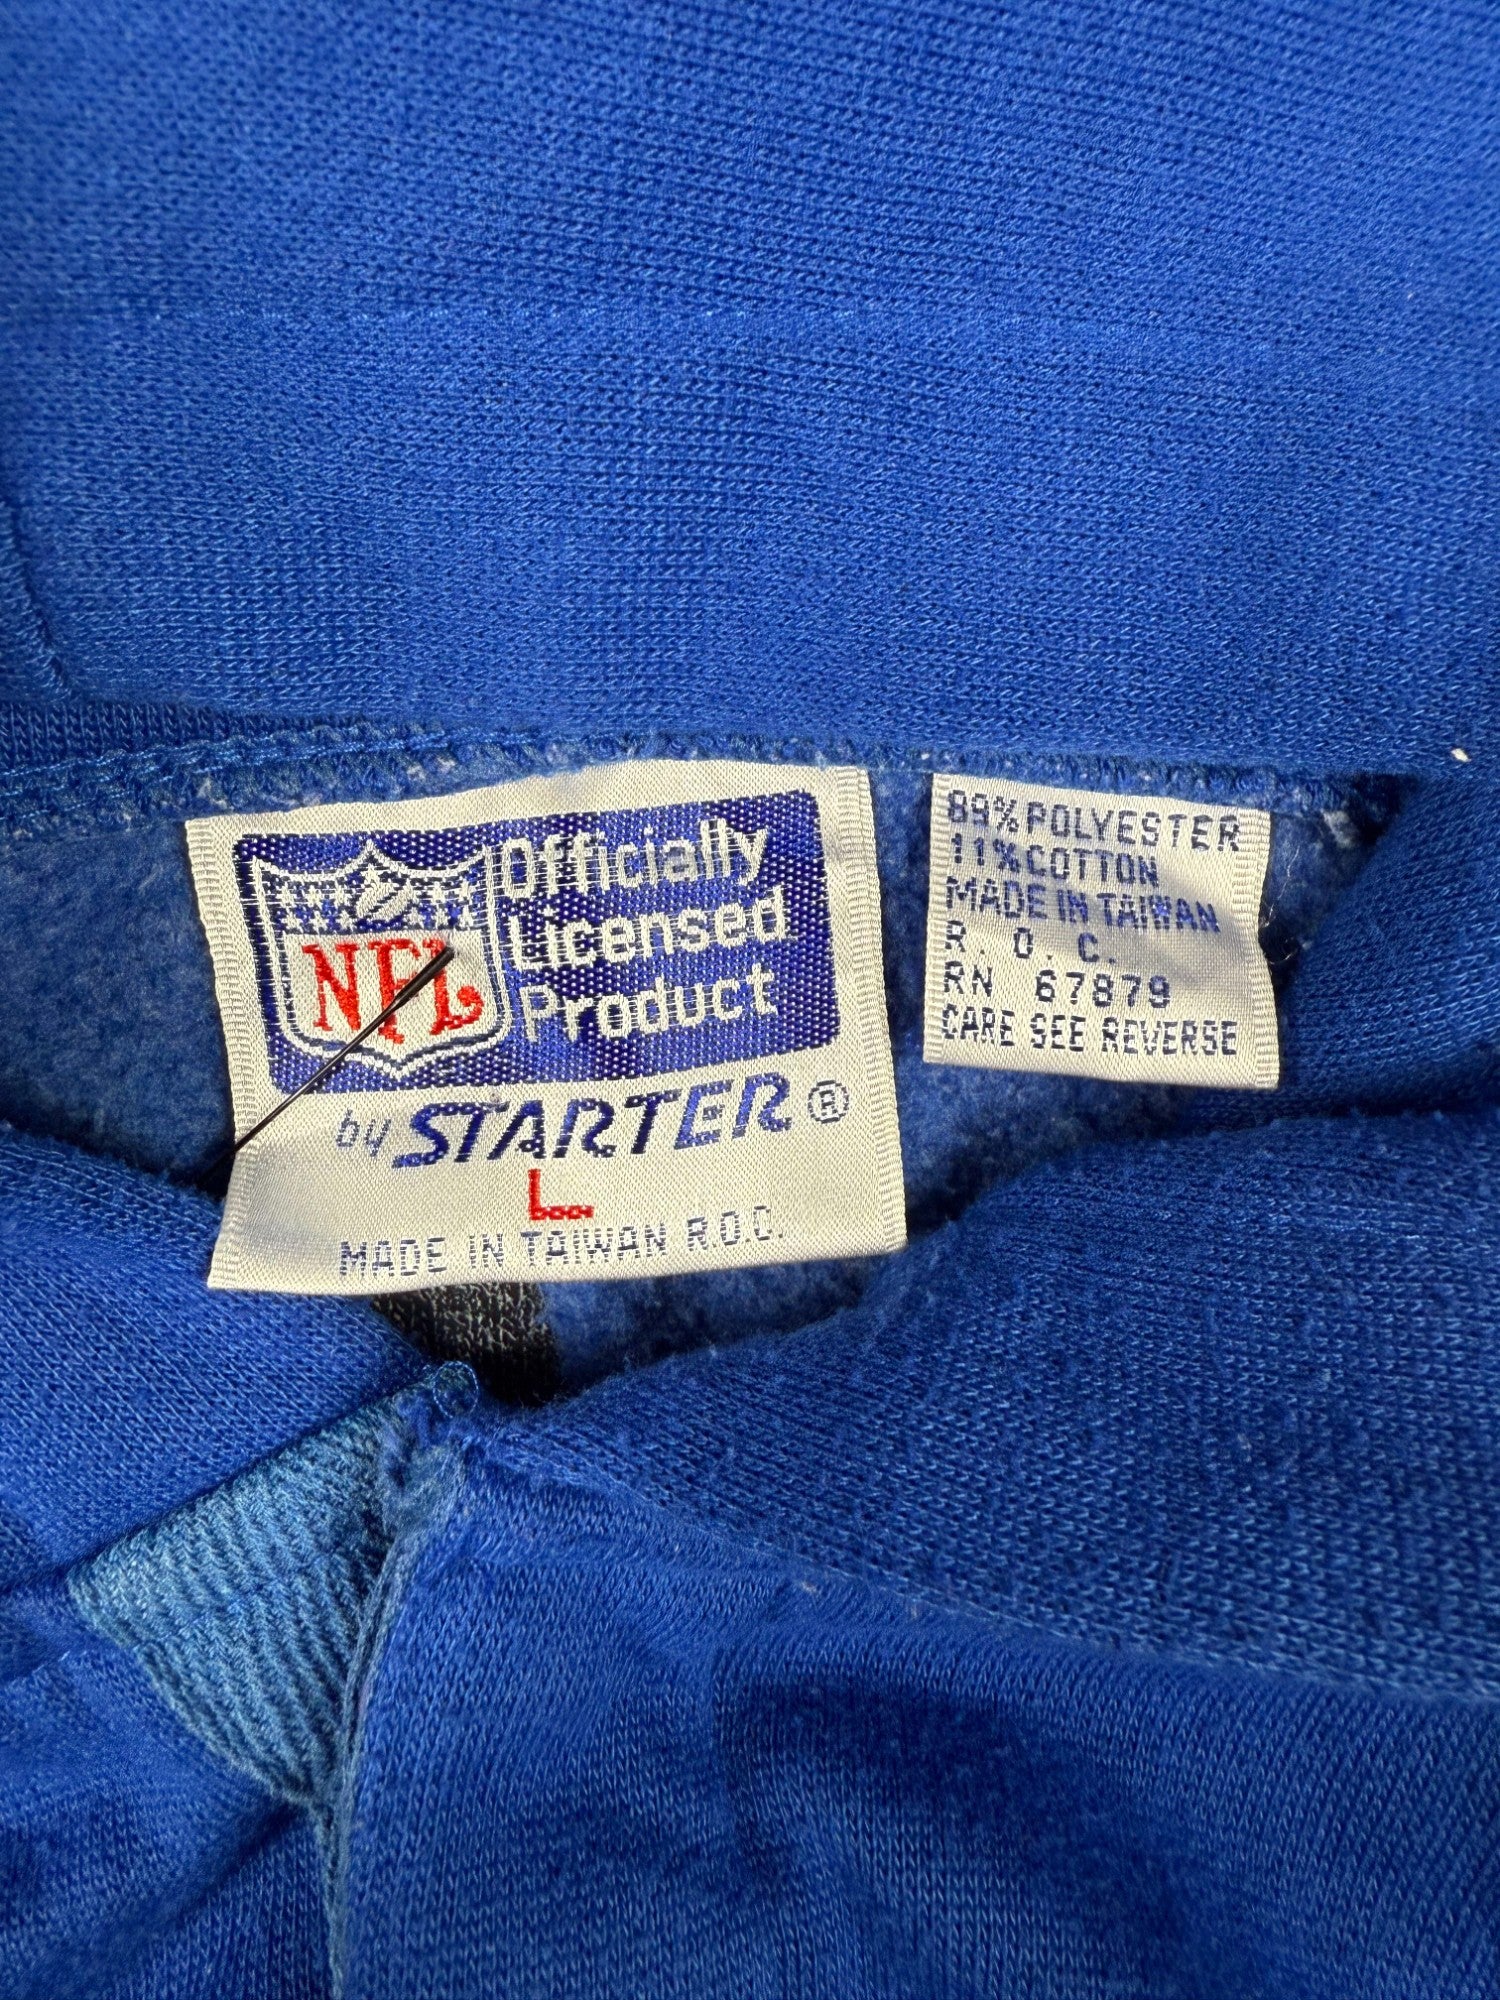 NFL
Officially
Licensed
Product
by STARTER ®
L
MADE IN TAIWAN R.O.C.
89% POLYESTER
11% COTTON
MADE IN TAIWAN
R. O. C.
RN 67879
CARE SEE REVERSE